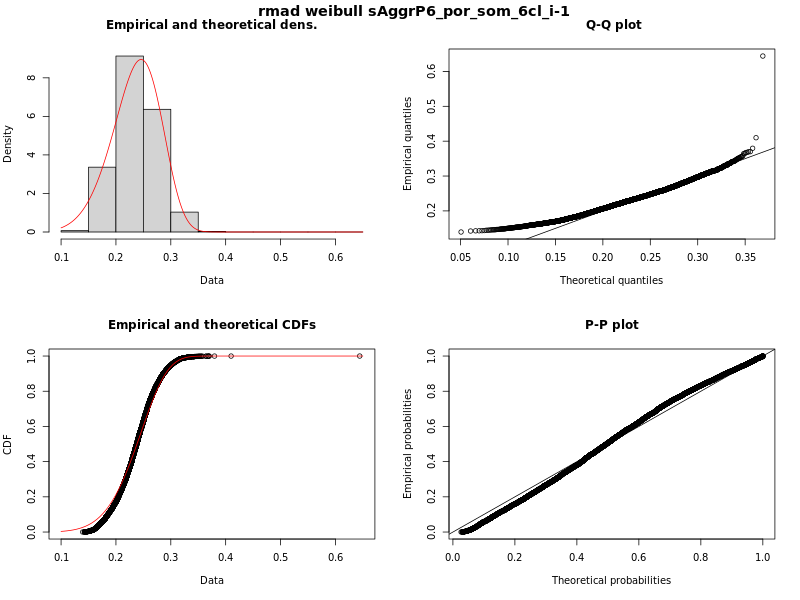 rmad weibull sAggrP6_por_som_6cl_i-1
Empirical and theoretical dens.
Density
0 2 4 6 8
0.1 0.2 0.3 0.4 0.5 0.6
Data
Q-Q plot
Empirical quantiles
0.2 0.3 0.4 0.5 0.6
0.05 0.10 0.15 0.20 0.25 0.30 0.35
Theoretical quantiles
Empirical and theoretical CDFs
CDF
0.0 0.2 0.4 0.6 0.8 1.0
0.1 0.2 0.3 0.4 0.5 0.6
Data
P-P plot
Empirical probabilities
0.0 0.2 0.4 0.6 0.8 1.0
0.0 0.2 0.4 0.6 0.8 1.0
Theoretical probabilities